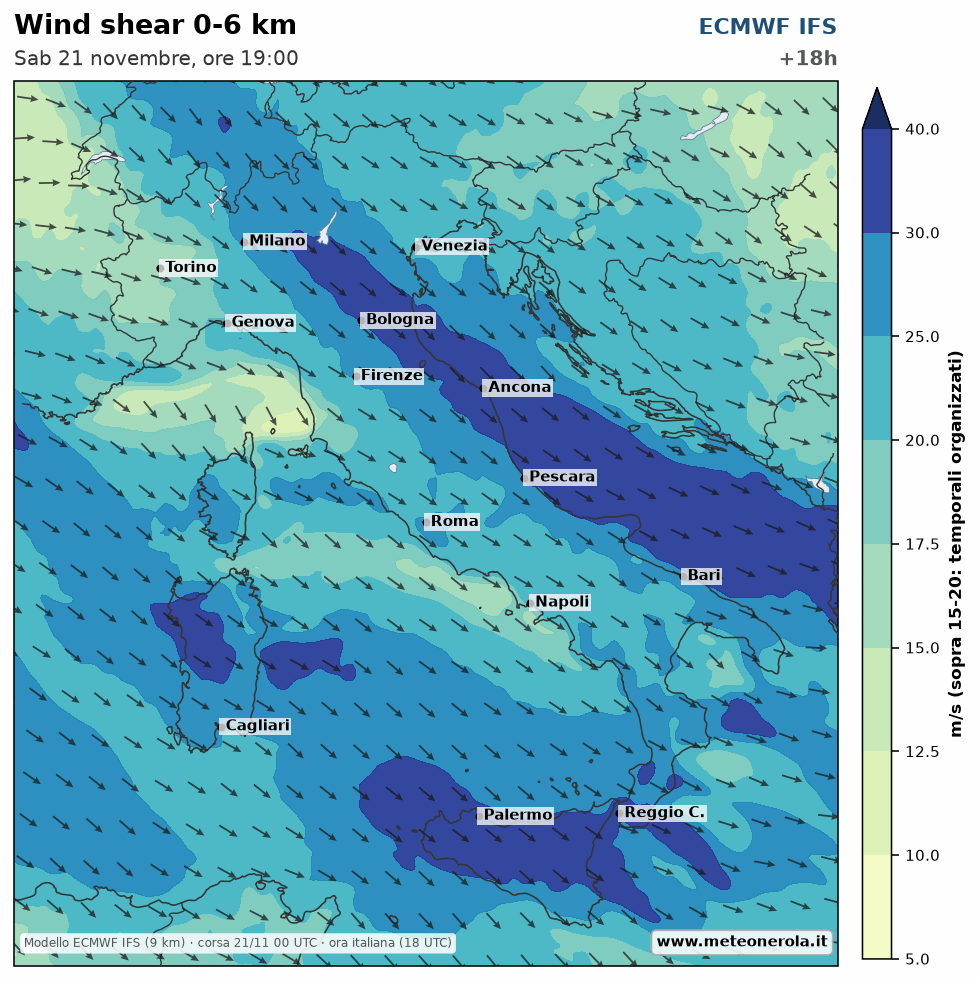 Wind shear 0-6 km
ECMWF IFS
Sab 21 novembre, ore 19:00
+18h
40.0
30.0
25.0
20.0
17.5
15.0
12.5
10.0
5.0
m/s (sopra 15-20: temporali organizzati)
Milano
Venezia
Torino
Genova
Bologna
Firenze
Ancona
Pescara
Roma
Bari
Napoli
Cagliari
Palermo
Reggio C.
Modello ECMWF IFS (9 km) · corsa 21/11 00 UTC · ora italiana (18 UTC)
www.meteonerola.it